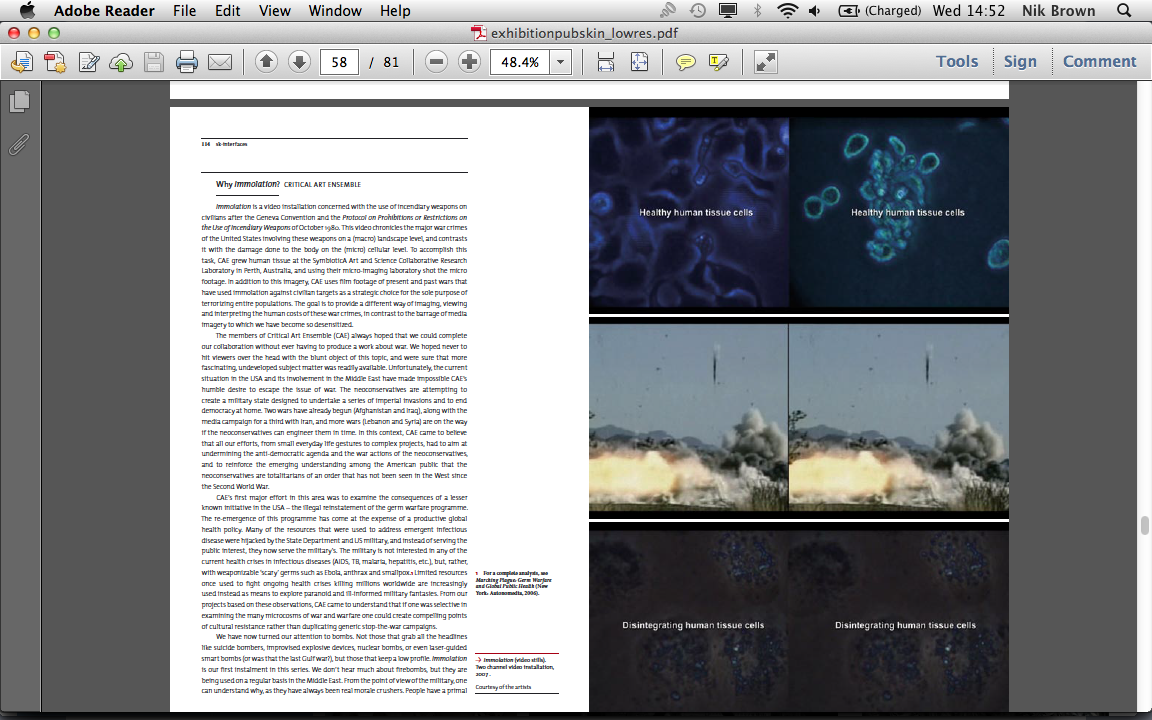 Adobe Reader File Edit View Window Help (Charged) Wed 14:52 Nik Brown
exhibitionpubskin_lowres.pdf
58 / 81 48.4% Tools Sign Comment
114 sk-interfaces
Why Immolation? CRITICAL ART ENSEMBLE
Immolation is a video installation concerned with the use of incendiary weapons on
civilians after the Geneva Convention and the Protocol on Prohibitions or Restrictions on
the Use of Incendiary Weapons of October 1980. This video chronicles the major war crimes
of the United States involving these weapons on a (macro) landscape level, and contrasts
it with the damage done to the body on the (micro) cellular level. To accomplish this
task, CAE grew human tissue at the SymbioticA Art and Science Collaborative Research
Laboratory in Perth, Australia, and using their micro-imaging laboratory shot the micro
footage. In addition to this imagery, CAE uses film footage of present and past wars that
have used immolation against civilian targets as a strategic choice for the sole purpose of
terrorizing entire populations. The goal is to provide a different way of imaging, viewing
and interpreting the human costs of these war crimes, in contrast to the barrage of media
imagery to which we have become so desensitized.
The members of Critical Art Ensemble (CAE) always hoped that we could complete
our collaboration without ever having to produce a work about war. We hoped never to
hit viewers over the head with the blunt object of this topic, and were sure that more
fascinating, undeveloped subject matter was readily available. Unfortunately, the current
situation in the USA and its involvement in the Middle East have made impossible CAE's
humble desire to escape the issue of war. The neoconservatives are attempting to
create a military state designed to undertake a series of imperial invasions and to end
democracy at home. Two wars have already begun (Afghanistan and Iraq), along with the
media campaign for a third with Iran, and more wars (Lebanon and Syria) are on the way
if the neoconservatives can engineer them in time. In this context, CAE came to believe
that all our efforts, from small everyday life gestures to complex projects, had to aim at
undermining the anti-democratic agenda and the war actions of the neoconservatives,
and to reinforce the emerging understanding among the American public that the
neoconservatives are totalitarians of an order that has not been seen in the West since
the Second World War.
CAE's first major effort in this area was to examine the consequences of a lesser
known initiative in the USA – the illegal reinstatement of the germ warfare programme.
The re-emergence of this programme has come at the expense of a productive global
health policy. Many of the resources that were used to address emergent infectious
disease were hijacked by the State Department and US military, and instead of serving the
public interest, they now serve the military's. The military is not interested in any of the
current health crises in infectious diseases (AIDS, TB, malaria, hepatitis, etc.), but, rather,
with weaponizable 'scary' germs such as Ebola, anthrax and smallpox.1 Limited resources
once used to fight ongoing health crises killing millions worldwide are increasingly
used instead as means to explore paranoid and ill-informed military fantasies. From our
projects based on these observations, CAE came to understand that if one was selective in
examining the many microcosms of war and warfare one could create compelling points
of cultural resistance rather than duplicating generic stop-the-war campaigns.
We have now turned our attention to bombs. Not those that grab all the headlines
like suicide bombers, improvised explosive devices, nuclear bombs, or even laser-guided
smart bombs (or was that the last Gulf war?), but those that keep a low profile. Immolation
is our first instalment in this series. We don't hear much about firebombs, but they are
being used on a regular basis in the Middle East. From the point of view of the military, one
can understand why, as they have always been real morale crushers. People have a primal
1 For a complete analysis, see
Marching Plague: Germ Warfare
and Global Public Health (New
York: Autonomedia, 2006).
→ Immolation (video stills).
Two channel video installation,
2007.
Courtesy of the artists
Healthy human tissue cells
Healthy human tissue cells
Disintegrating human tissue cells
Disintegrating human tissue cells